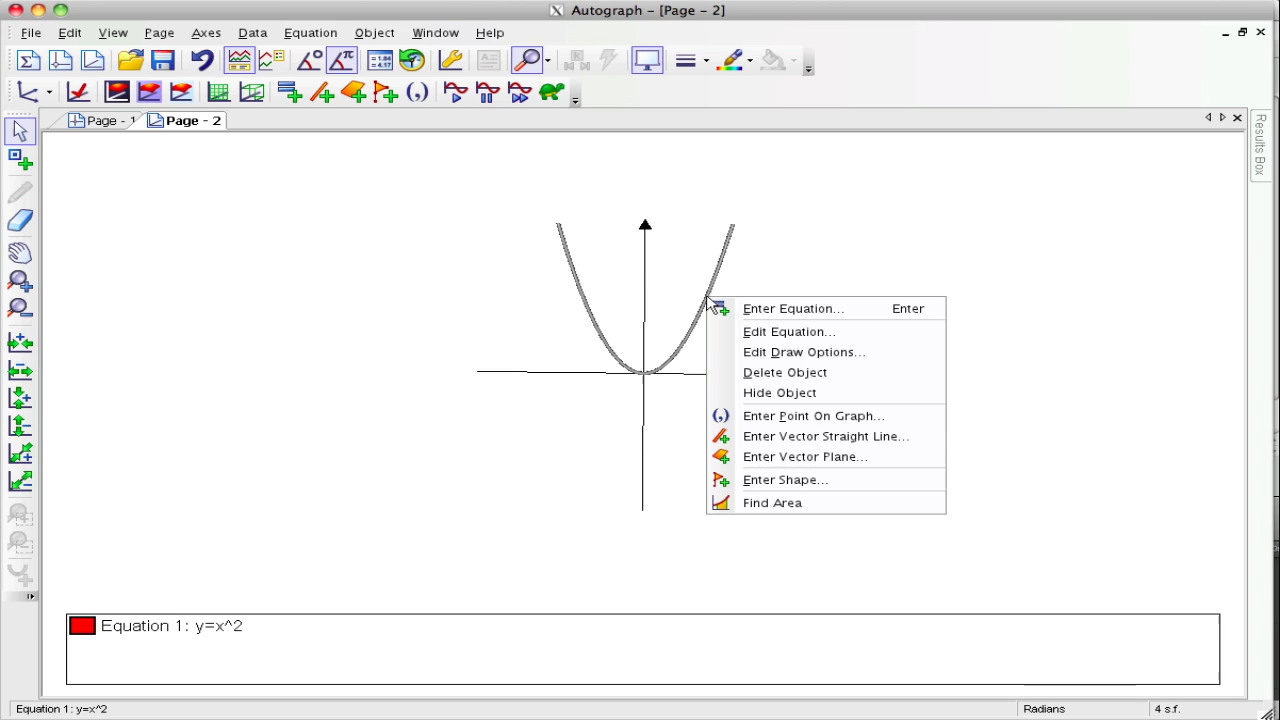 Autograph - [Page - 2]
File Edit View Page Axes Data Equation Object Window Help
Page - 1 Page - 2
Results Box
Enter Equation... Enter
Edit Equation...
Edit Draw Options...
Delete Object
Hide Object
Enter Point On Graph...
Enter Vector Straight Line...
Enter Vector Plane...
Enter Shape...
Find Area
Equation 1: y=x^2
Equation 1: y=x^2 Radians 4 s.f.